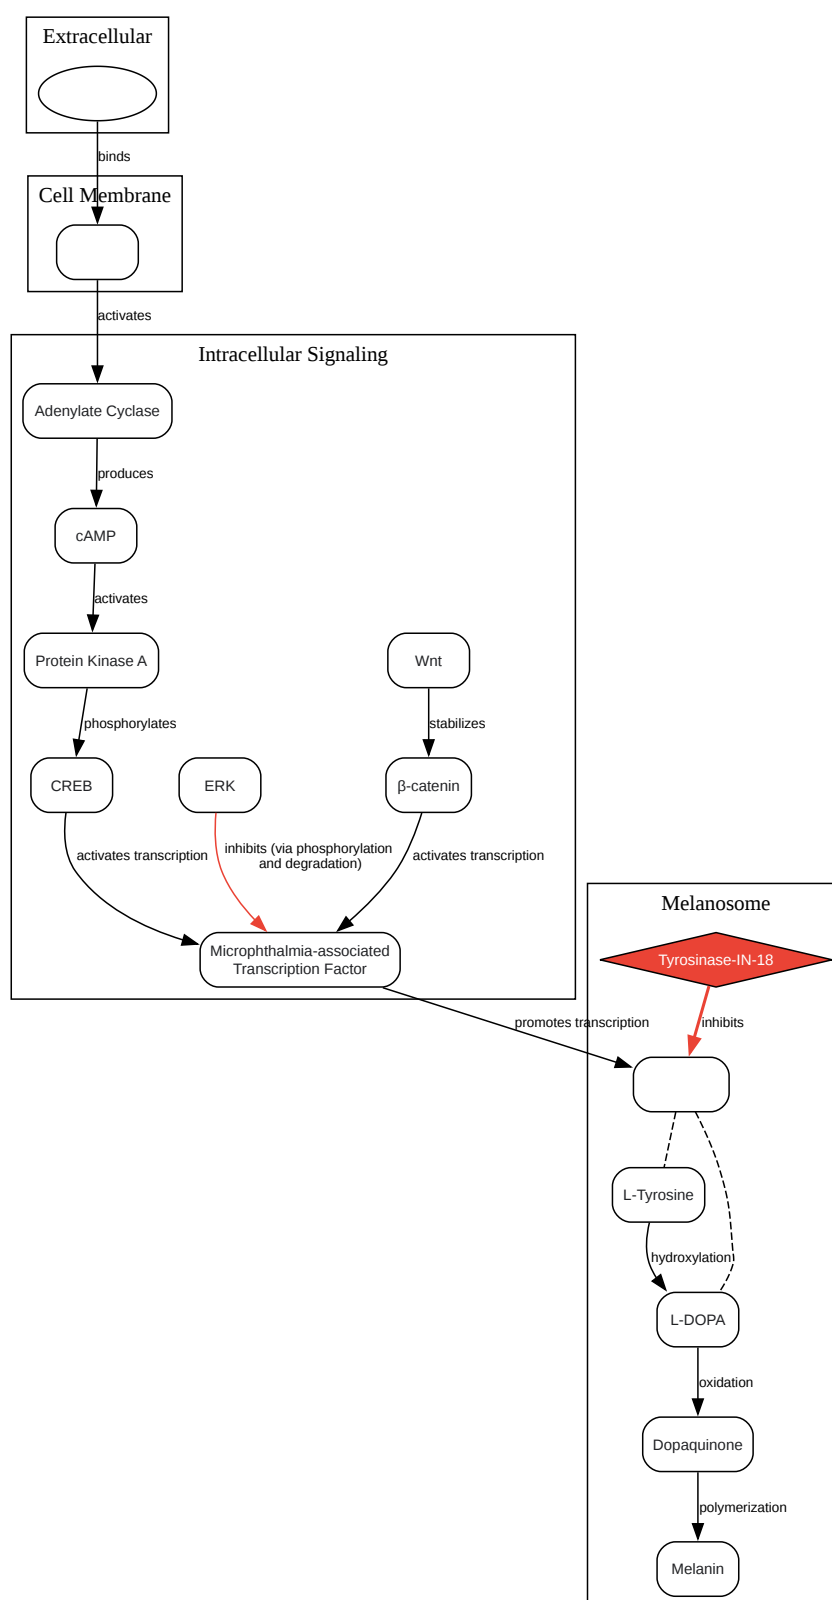 Extracellular
binds
Cell Membrane
activates
Intracellular Signaling
Adenylate Cyclase
produces
cAMP
activates
Protein Kinase A
Wnt
phosphorylates
stabilizes
CREB
ERK
β-catenin
activates transcription
inhibits (via phosphorylation
and degradation)
activates transcription
Melanosome
Microphthalmia-associated
Transcription Factor
Tyrosinase-IN-18
promotes transcription
inhibits
L-Tyrosine
hydroxylation
L-DOPA
oxidation
Dopaquinone
polymerization
Melanin